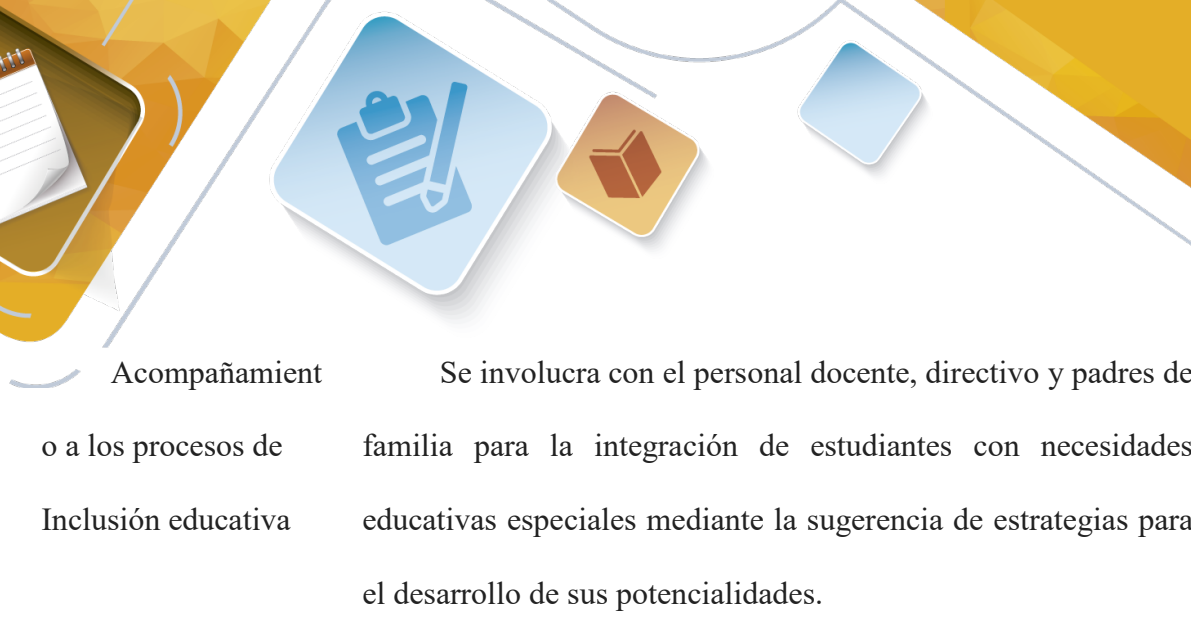 Acompañamient
o a los procesos de
Inclusión educativa
Se involucra con el personal docente, directivo y padres de
familia para la integración de estudiantes con necesidades
educativas especiales mediante la sugerencia de estrategias para
el desarrollo de sus potencialidades.